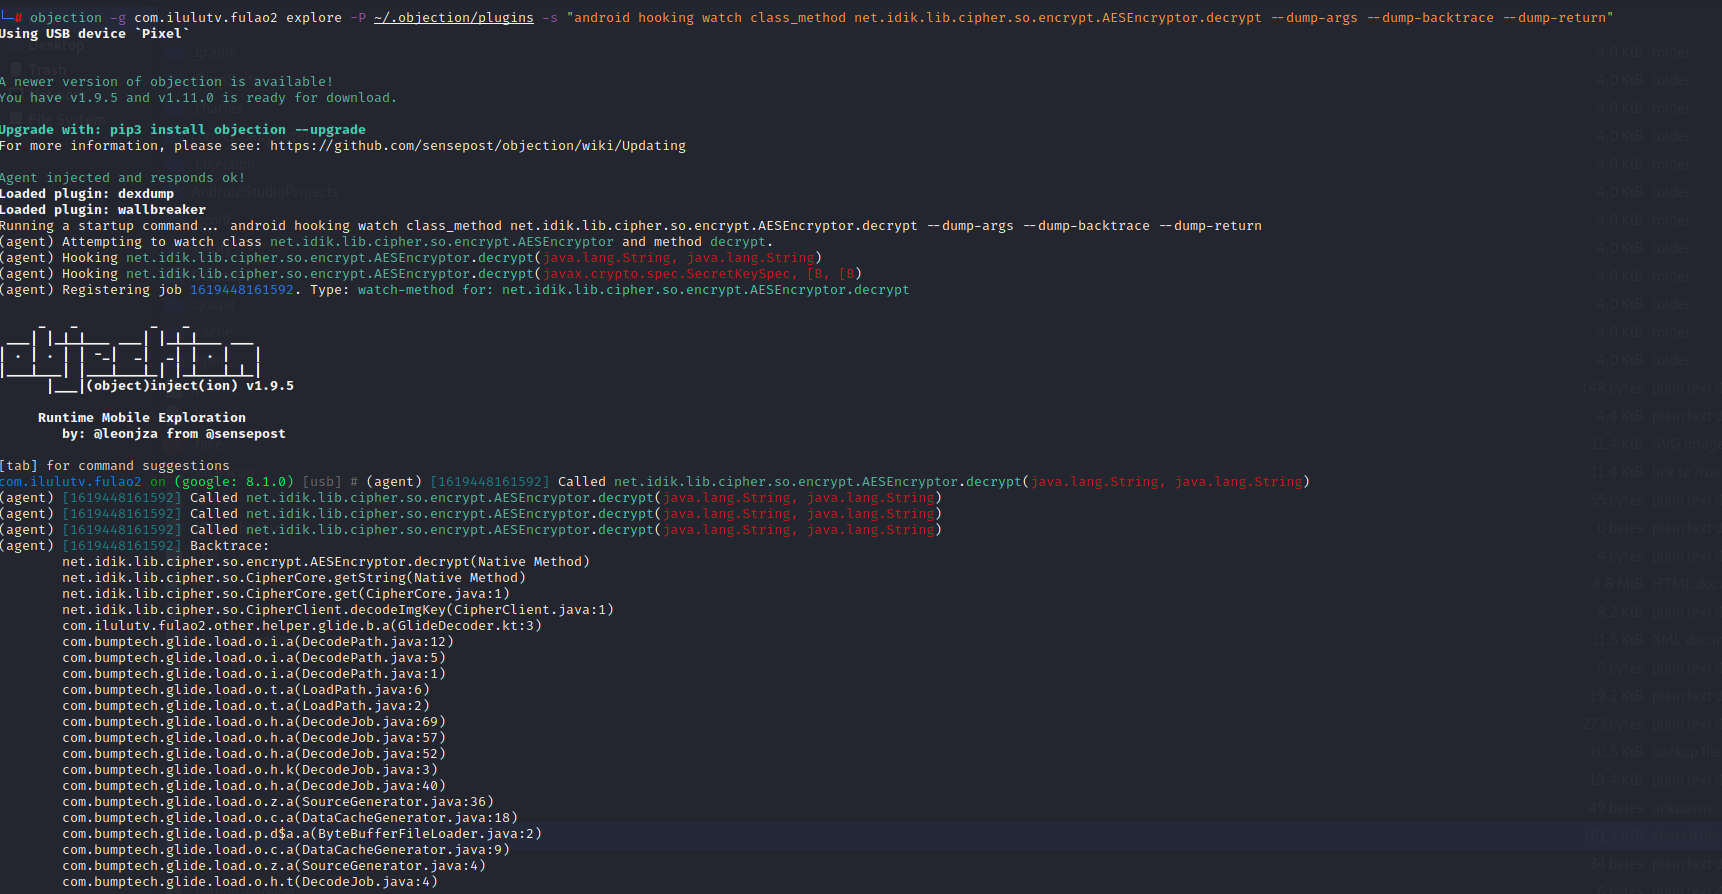 └─# objection -g com.ilulutv.fulao2 explore -P ~/.objection/plugins -s "android hooking watch class_method net.idik.lib.cipher.so.encrypt.AESEncryptor.decrypt --dump-args --dump-backtrace --dump-return"
Using USB device `Pixel`
A newer version of objection is available!
You have v1.9.5 and v1.11.0 is ready for download.
Upgrade with: pip3 install objection --upgrade
For more information, please see: https://github.com/sensepost/objection/wiki/Updating
Agent injected and responds ok!
Loaded plugin: dexdump
Loaded plugin: wallbreaker
Running a startup command... android hooking watch class_method net.idik.lib.cipher.so.encrypt.AESEncryptor.decrypt --dump-args --dump-backtrace --dump-return
(agent) Attempting to watch class net.idik.lib.cipher.so.encrypt.AESEncryptor and method decrypt.
(agent) Hooking net.idik.lib.cipher.so.encrypt.AESEncryptor.decrypt(java.lang.String, java.lang.String)
(agent) Hooking net.idik.lib.cipher.so.encrypt.AESEncryptor.decrypt(javax.crypto.spec.SecretKeySpec, [B, [B)
(agent) Registering job 1619448161592. Type: watch-method for: net.idik.lib.cipher.so.encrypt.AESEncryptor.decrypt
|___|(object)inject(ion) v1.9.5
Runtime Mobile Exploration
by: @leonjza from @sensepost
[tab] for command suggestions
com.ilulutv.fulao2 on (google: 8.1.0) [usb] # (agent) [1619448161592] Called net.idik.lib.cipher.so.encrypt.AESEncryptor.decrypt(java.lang.String, java.lang.String)
(agent) [1619448161592] Called net.idik.lib.cipher.so.encrypt.AESEncryptor.decrypt(java.lang.String, java.lang.String)
(agent) [1619448161592] Called net.idik.lib.cipher.so.encrypt.AESEncryptor.decrypt(java.lang.String, java.lang.String)
(agent) [1619448161592] Called net.idik.lib.cipher.so.encrypt.AESEncryptor.decrypt(java.lang.String, java.lang.String)
(agent) [1619448161592] Backtrace:
net.idik.lib.cipher.so.encrypt.AESEncryptor.decrypt(Native Method)
net.idik.lib.cipher.so.CipherCore.getString(Native Method)
net.idik.lib.cipher.so.CipherCore.get(CipherCore.java:1)
net.idik.lib.cipher.so.CipherClient.decodeImgKey(CipherClient.java:1)
com.ilulutv.fulao2.other.helper.glide.b.a(GlideDecoder.kt:3)
com.bumptech.glide.load.o.i.a(DecodePath.java:12)
com.bumptech.glide.load.o.i.a(DecodePath.java:5)
com.bumptech.glide.load.o.i.a(DecodePath.java:1)
com.bumptech.glide.load.o.t.a(LoadPath.java:6)
com.bumptech.glide.load.o.t.a(LoadPath.java:2)
com.bumptech.glide.load.o.h.a(DecodeJob.java:69)
com.bumptech.glide.load.o.h.a(DecodeJob.java:57)
com.bumptech.glide.load.o.h.a(DecodeJob.java:52)
com.bumptech.glide.load.o.h.k(DecodeJob.java:3)
com.bumptech.glide.load.o.h.a(DecodeJob.java:40)
com.bumptech.glide.load.o.z.a(SourceGenerator.java:36)
com.bumptech.glide.load.o.c.a(DataCacheGenerator.java:18)
com.bumptech.glide.load.p.d$a.a(ByteBufferFileLoader.java:2)
com.bumptech.glide.load.o.c.a(DataCacheGenerator.java:9)
com.bumptech.glide.load.o.z.a(SourceGenerator.java:4)
com.bumptech.glide.load.o.h.t(DecodeJob.java:4)